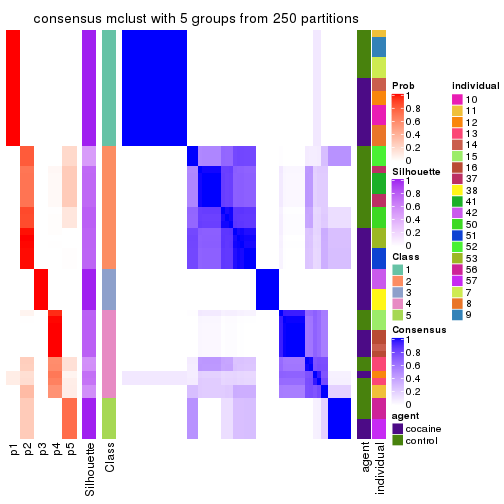 consensus mclust with 5 groups from 250 partitions
Prob
1
0.8
0.6
0.4
0.2
0
Silhouette
1
0.8
0.6
0.4
0.2
0
Class
1
2
3
4
5
Consensus
1
0.8
0.6
0.4
0.2
0
agent
cocaine
control
individual
10
11
12
13
14
15
16
37
38
41
42
50
51
52
53
56
57
7
8
9
p1
p2
p3
p4
p5
Silhouette
Class
agent
individual